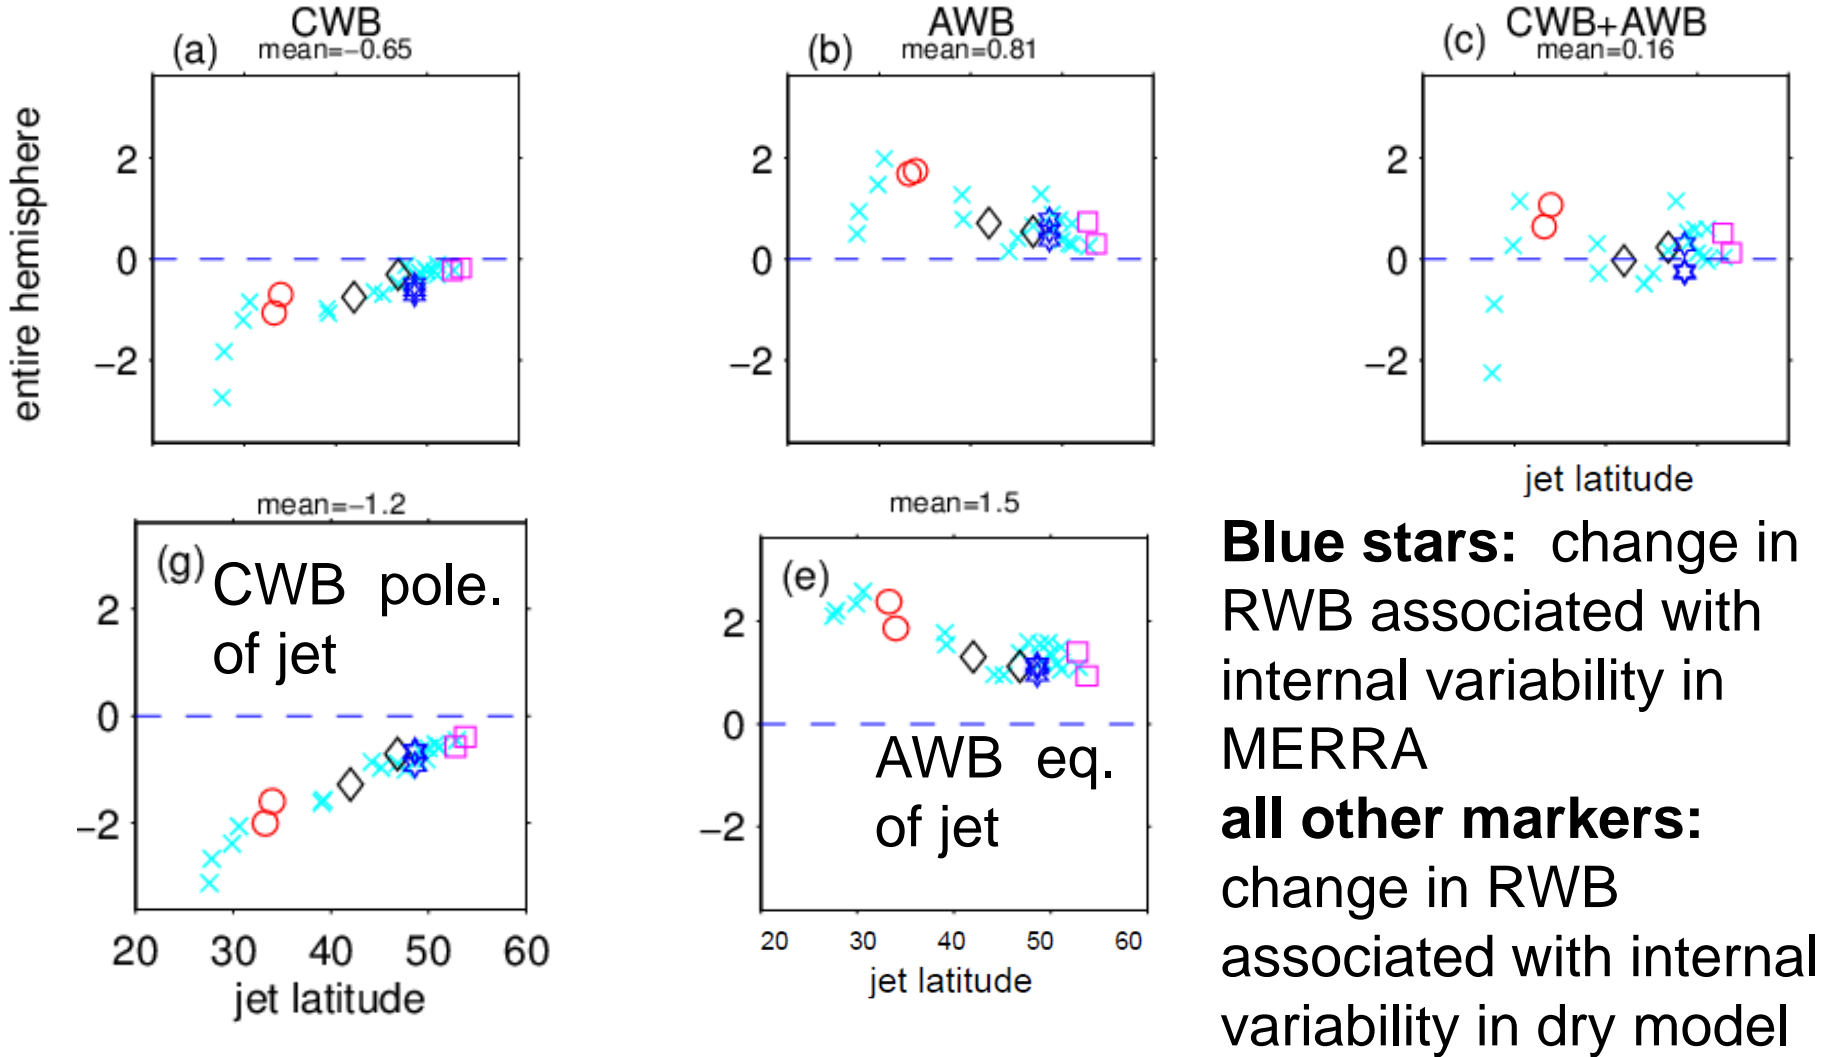 CWB
(a) mean=−0.65
AWB
(b) mean=0.81
CWB+AWB
(c) mean=0.16
entire hemisphere
2
0
−2
2
0
−2
2
0
−2
jet latitude
mean=−1.2
(g) CWB pole.
of jet
2
0
−2
20 30 40 50 60
jet latitude
mean=1.5
(e)
2
0
−2
AWB eq.
of jet
20 30 40 50 60
jet latitude
Blue stars: change in
RWB associated with
internal variability in
MERRA
all other markers:
change in RWB
associated with internal
variability in dry model